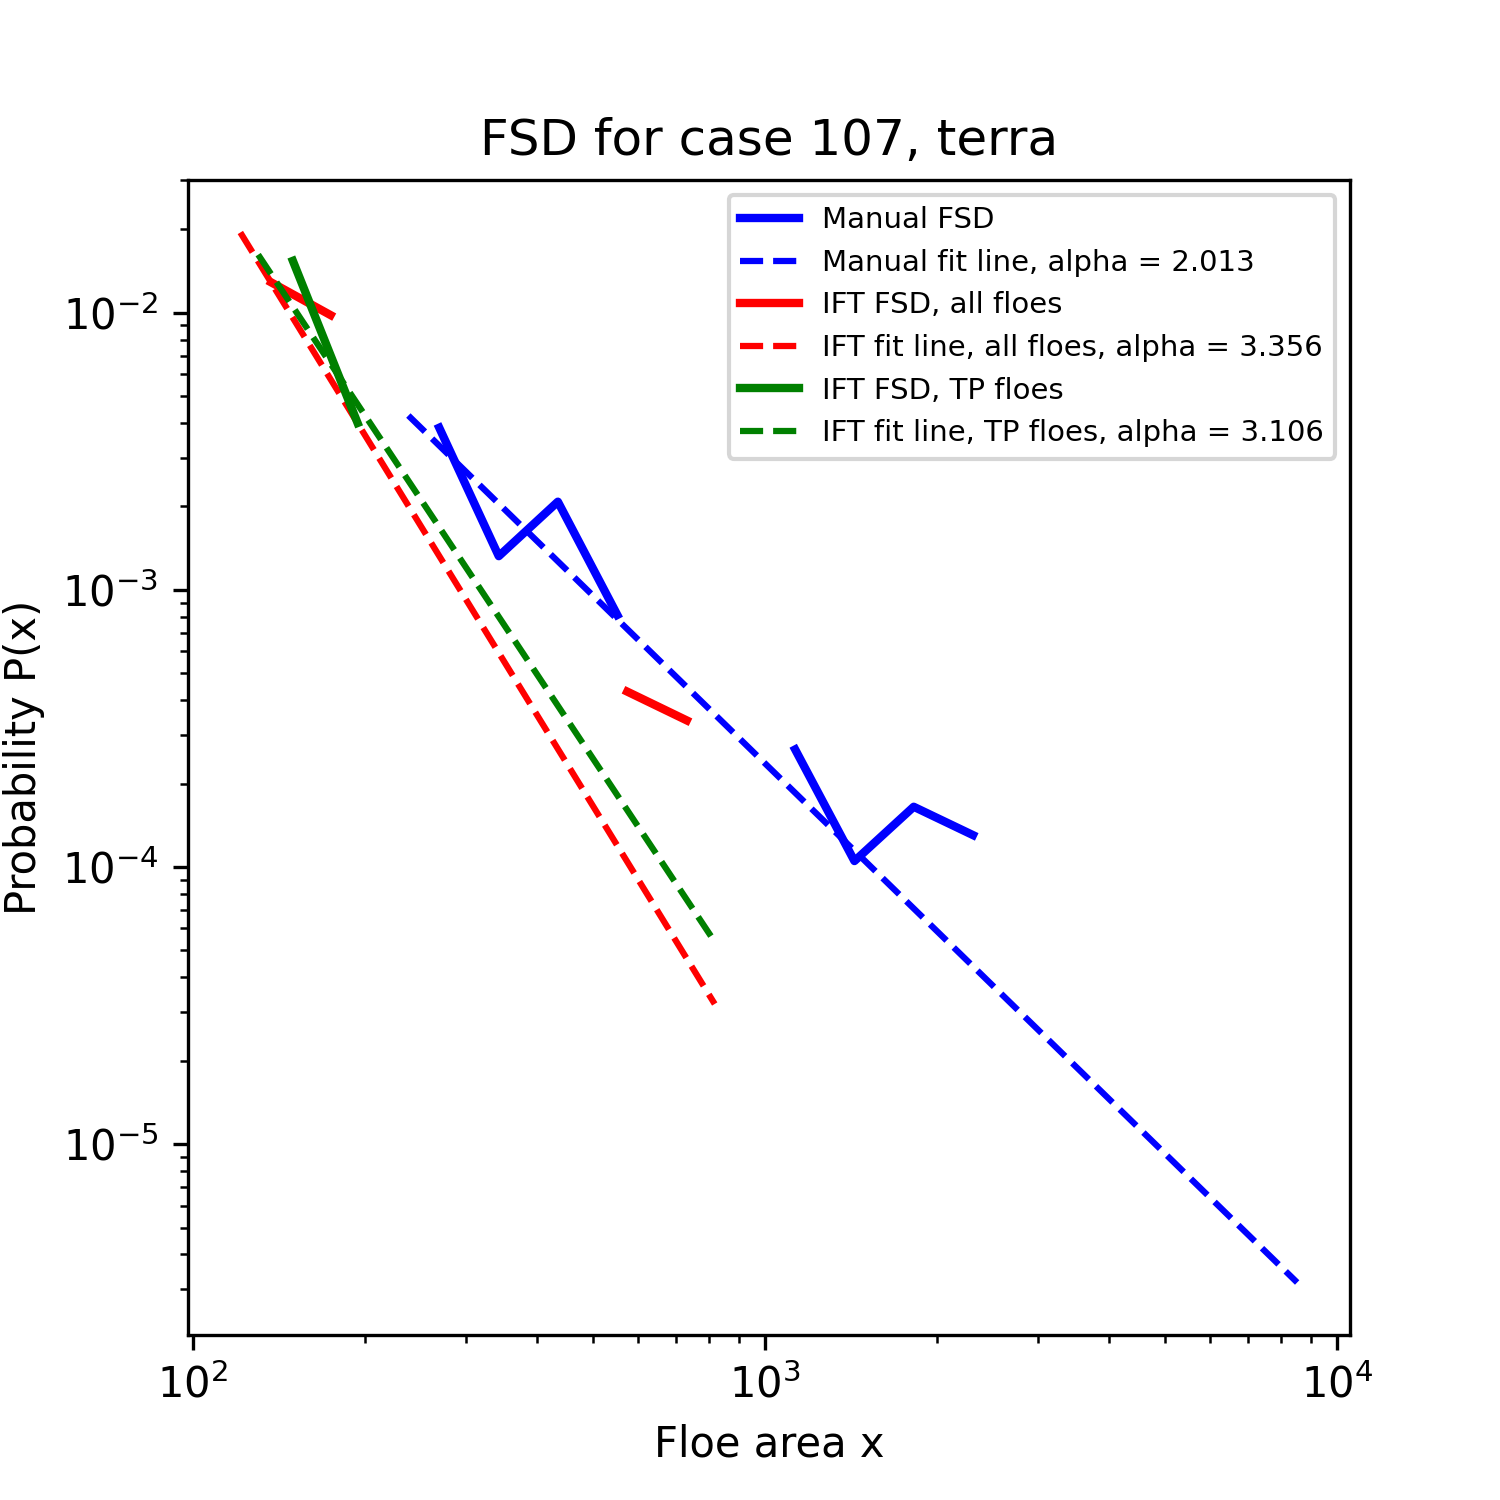 FSD for case 107, terra
Manual FSD
Manual fit line, alpha = 2.013
IFT FSD, all floes
IFT fit line, all floes, alpha = 3.356
IFT FSD, TP floes
IFT fit line, TP floes, alpha = 3.106
10⁻²
10⁻³
10⁻⁴
10⁻⁵
Probability P(x)
10² 10³ 10⁴
Floe area x